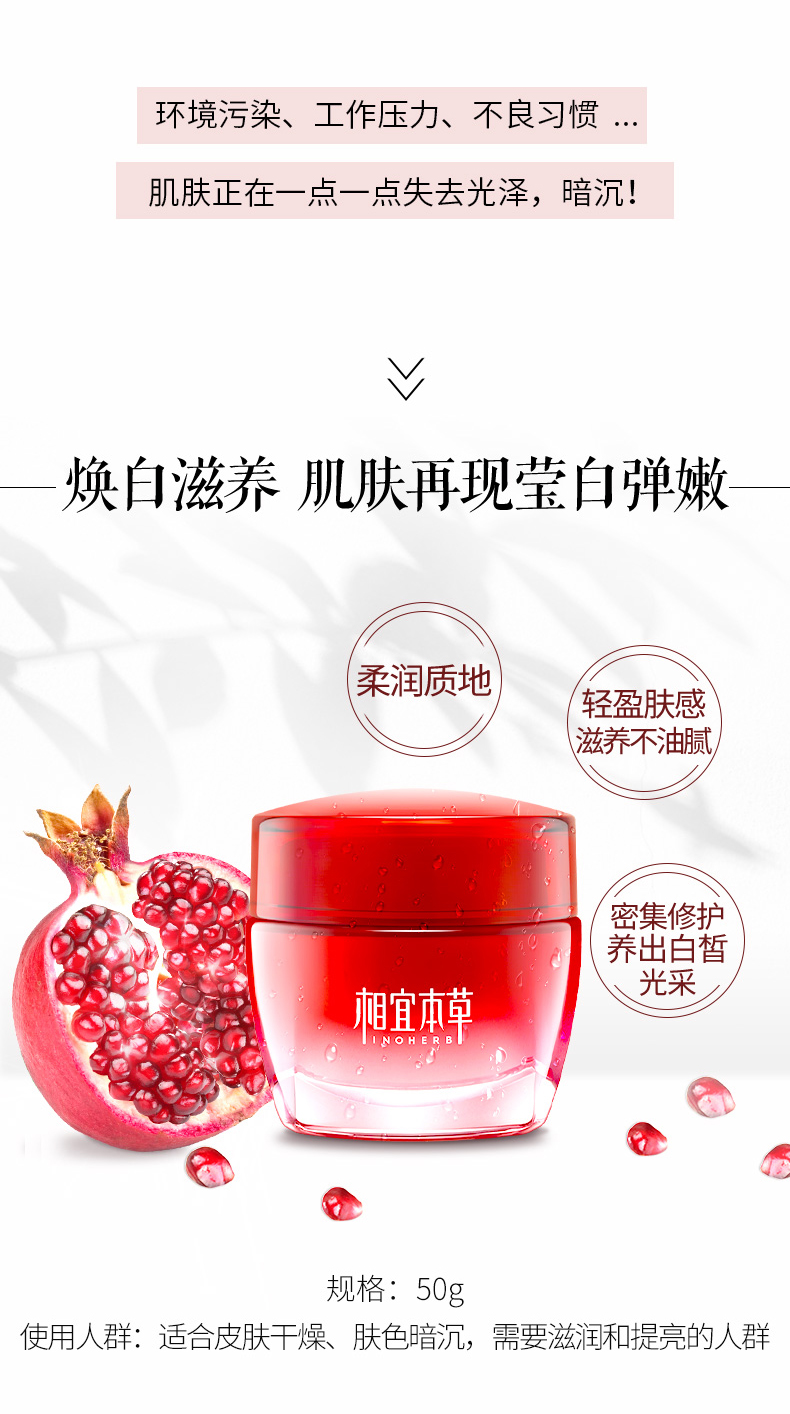 环境污染、工作压力、不良习惯 ...
肌肤正在一点一点失去光泽，暗沉！
焕白滋养 肌肤再现莹白弹嫩
柔润质地
轻盈肤感
滋养不油腻
密集修护
养出白皙
光采
相宜本草
INOHERB
规格：50g
使用人群：适合皮肤干燥、肤色暗沉，需要滋润和提亮的人群